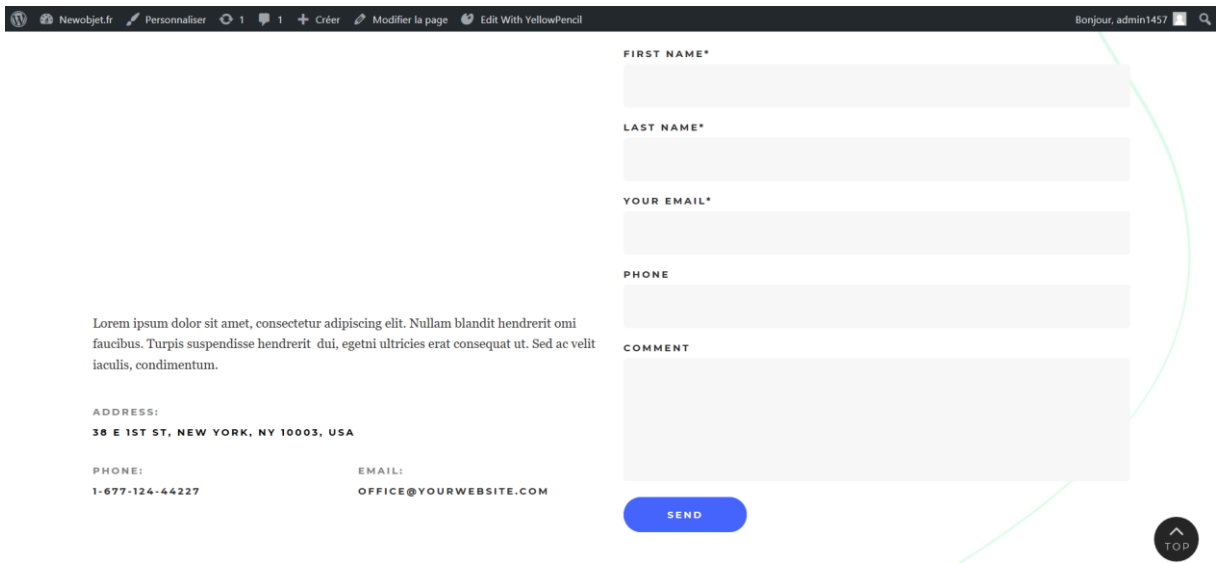 Newobjet.fr Personnaliser 1 1 Créer Modifier la page Edit With YellowPencil Bonjour, admin1457
FIRST NAME*
LAST NAME*
YOUR EMAIL*
PHONE
COMMENT
SEND
Lorem ipsum dolor sit amet, consectetur adipiscing elit. Nullam blandit hendrerit omi
faucibus. Turpis suspendisse hendrerit dui, egetni ultricies erat consequat ut. Sed ac velit
iaculis, condimentum.
ADDRESS:
38 E 1ST ST, NEW YORK, NY 10003, USA
PHONE:
1-677-124-44227
EMAIL:
OFFICE@YOURWEBSITE.COM
TOP